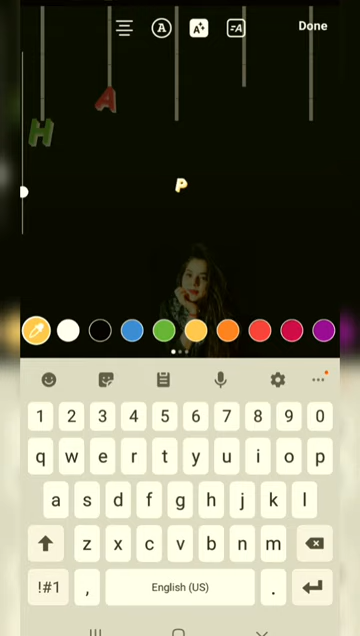 Done
A
H
P
1 2 3 4 5 6 7 8 9 0
q w e r t y u i o p
a s d f g h j k l
z x c v b n m
!#1 , English (US) .